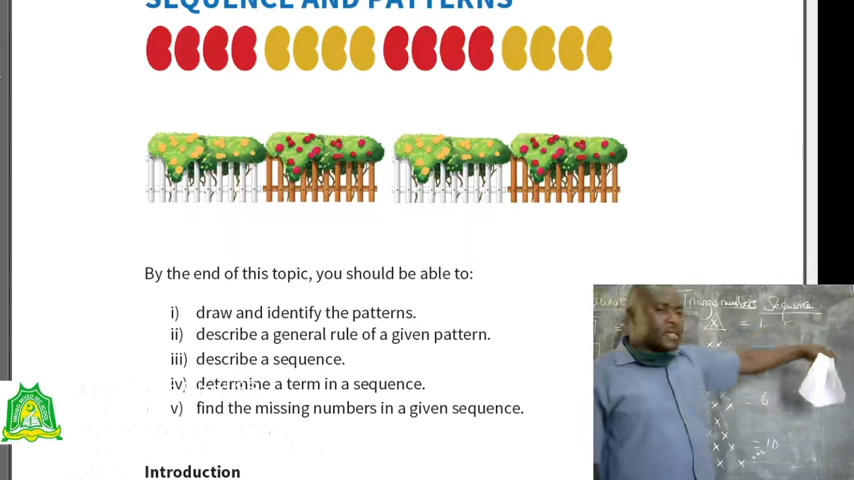 SEQUENCE AND PATTERNS
By the end of this topic, you should be able to:
i) draw and identify the patterns.
ii) describe a general rule of a given pattern.
iii) describe a sequence.
iv) determine a term in a sequence.
v) find the missing numbers in a given sequence.
Introduction
Triangle numbers Sequence
= 1
= 6
= 10